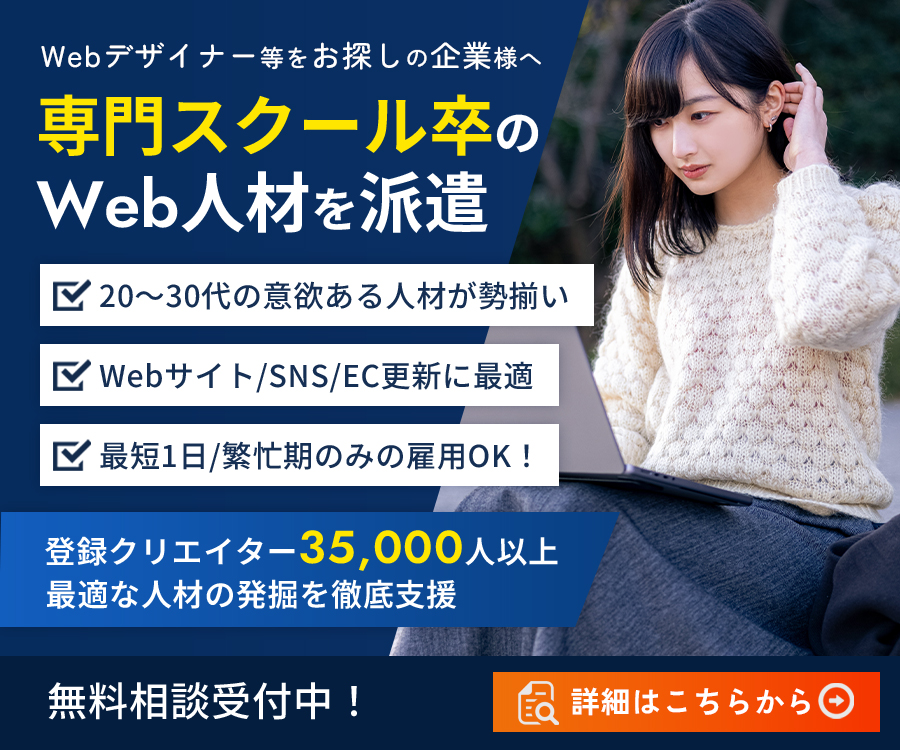 Webデザイナー等をお探しの企業様へ
専門スクール卒の
Web人材を派遣
20〜30代の意欲ある人材が勢揃い
Webサイト/SNS/EC更新に最適
最短1日/繁忙期のみの雇用OK！
登録クリエイター35,000人以上
最適な人材の発掘を徹底支援
無料相談受付中！
詳細はこちらから